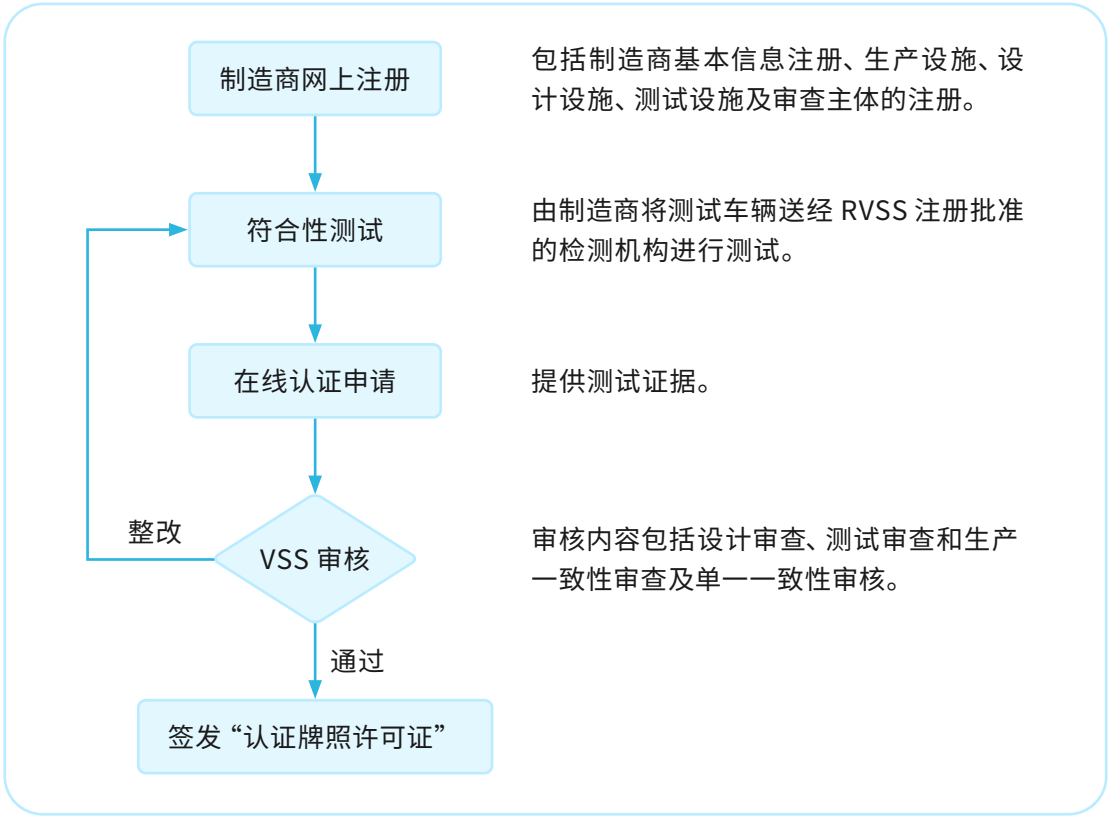 制造商网上注册
包括制造商基本信息注册、生产设施、设
计设施、测试设施及审查主体的注册。
符合性测试
由制造商将测试车辆送经 RVSS 注册批准
的检测机构进行测试。
在线认证申请
提供测试证据。
整改
VSS 审核
审核内容包括设计审查、测试审查和生产
一致性审查及单一一致性审核。
通过
签发“认证牌照许可证”